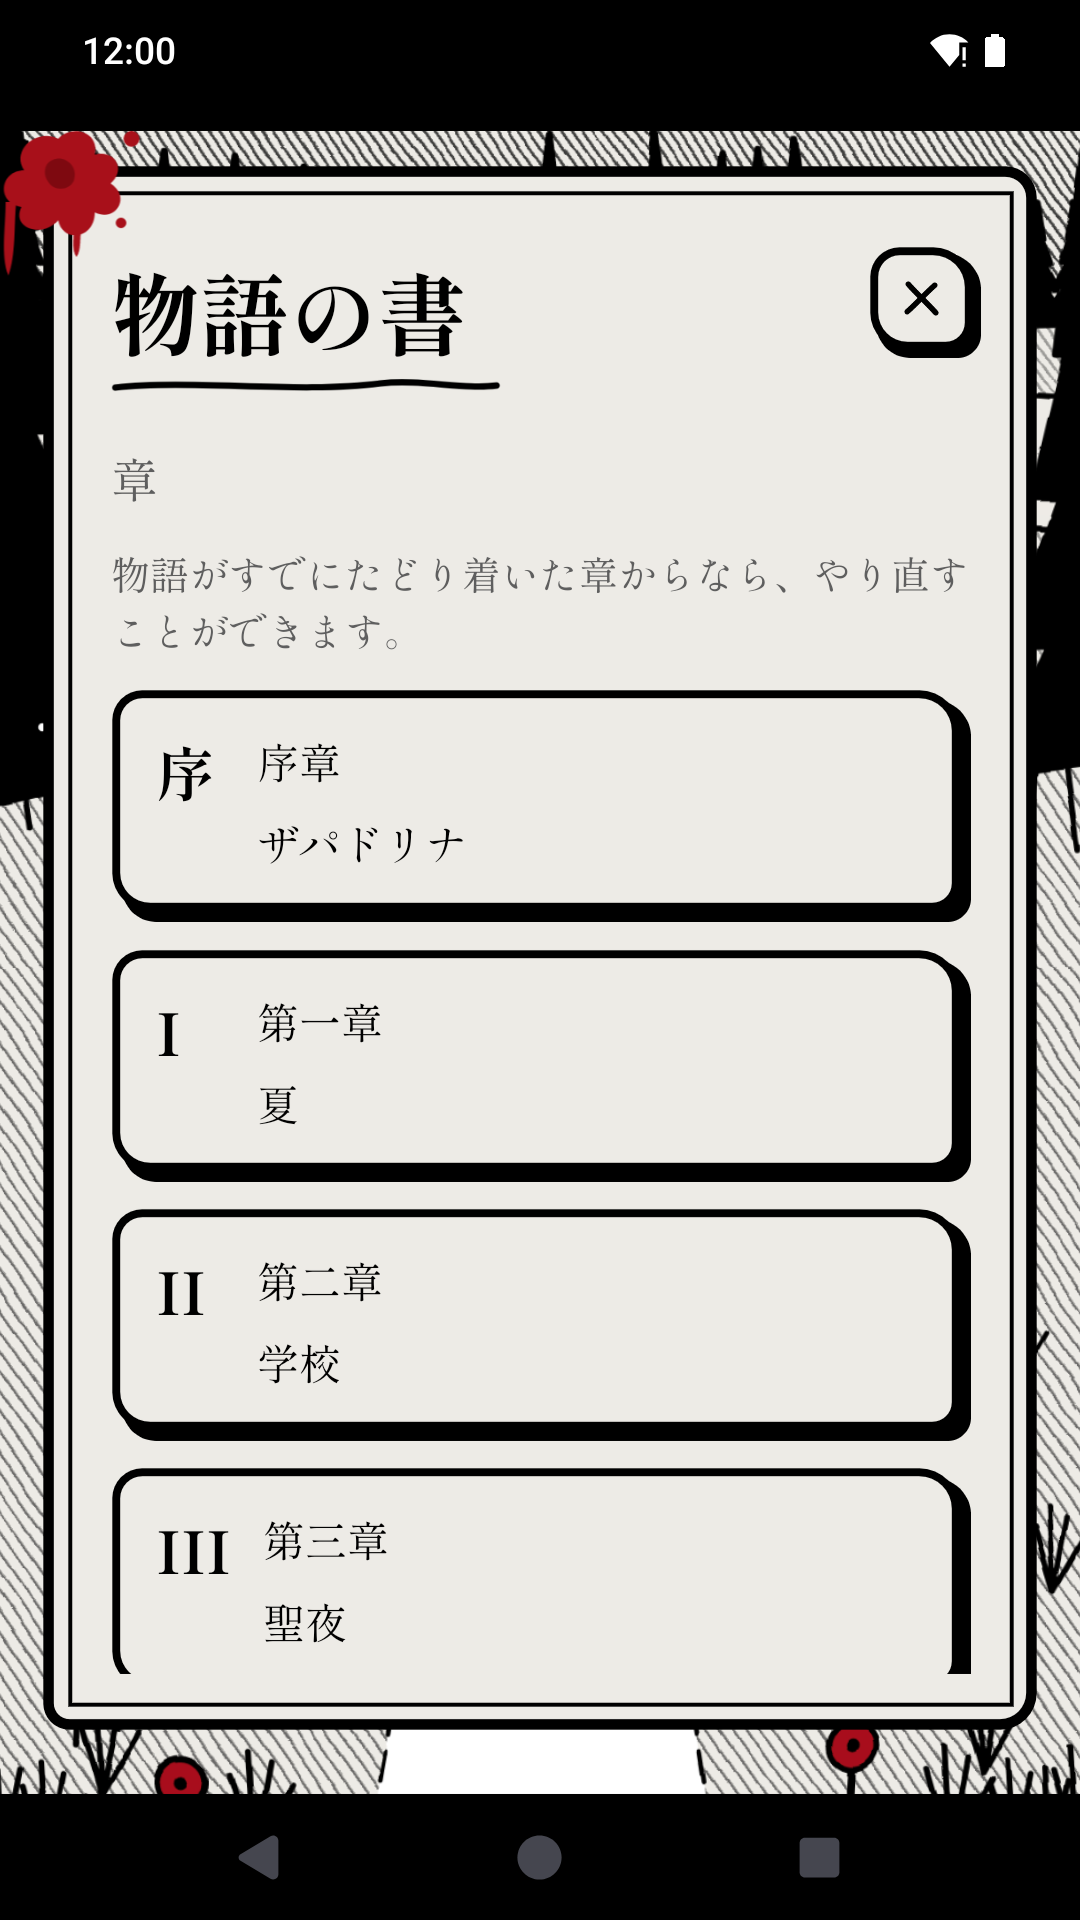 12:00
物語の書
章
物語がすでにたどり着いた章からなら、やり直す
ことができます。
序 序章
ザパドリナ
I 第一章
夏
II 第二章
学校
III 第三章
聖夜